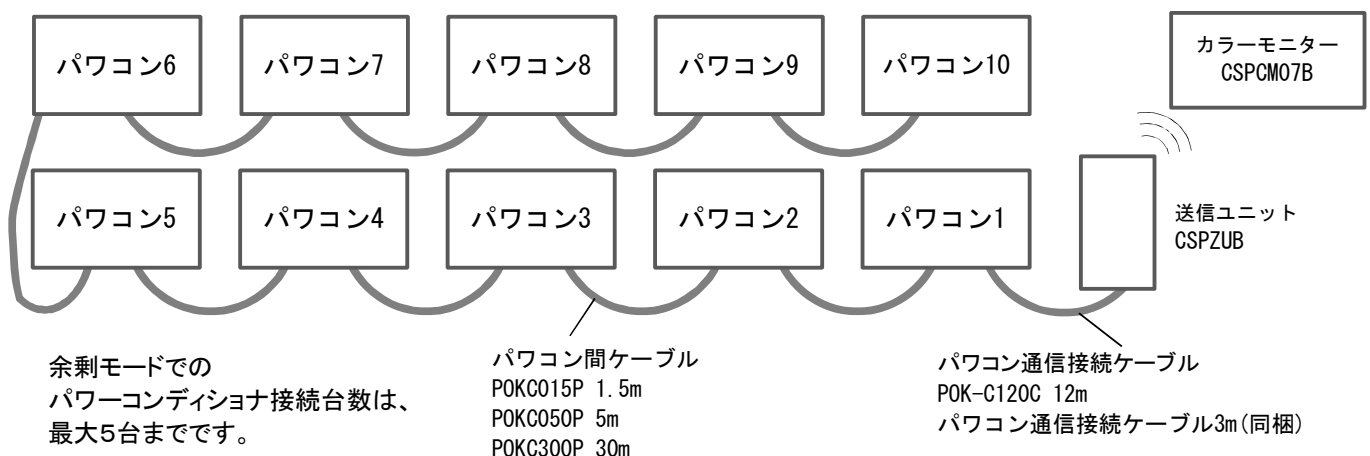 パワコン6
パワコン7
パワコン8
パワコン9
パワコン10
カラーモニター
CSPCM07B
パワコン5
パワコン4
パワコン3
パワコン2
パワコン1
送信ユニット
CSPZUB
余剰モードでの
パワーコンディショナ接続台数は、
最大5台までです。
パワコン間ケーブル
POKC015P 1.5m
POKC050P 5m
POKC300P 30m
パワコン通信接続ケーブル
POK-C120C 12m
パワコン通信接続ケーブル3m(同梱)